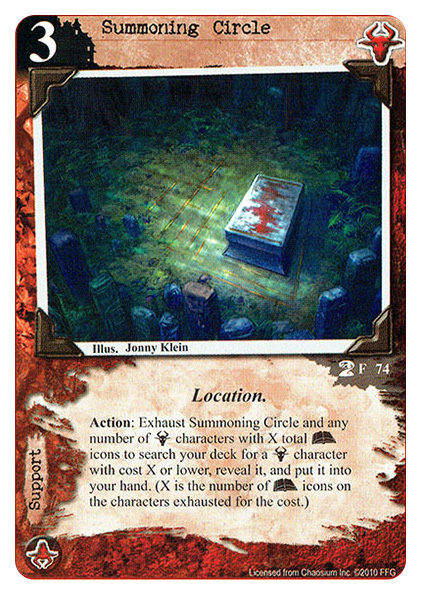 3
Summoning Circle
Illus. Jonny Klein
F 74
Location.
Action: Exhaust Summoning Circle and any
number of characters with X total
icons to search your deck for a character
with cost X or lower, reveal it, and put it into
your hand. (X is the number of icons on
the characters exhausted for the cost.)
Support
Licensed from Chaosium Inc. ©2010 FFG